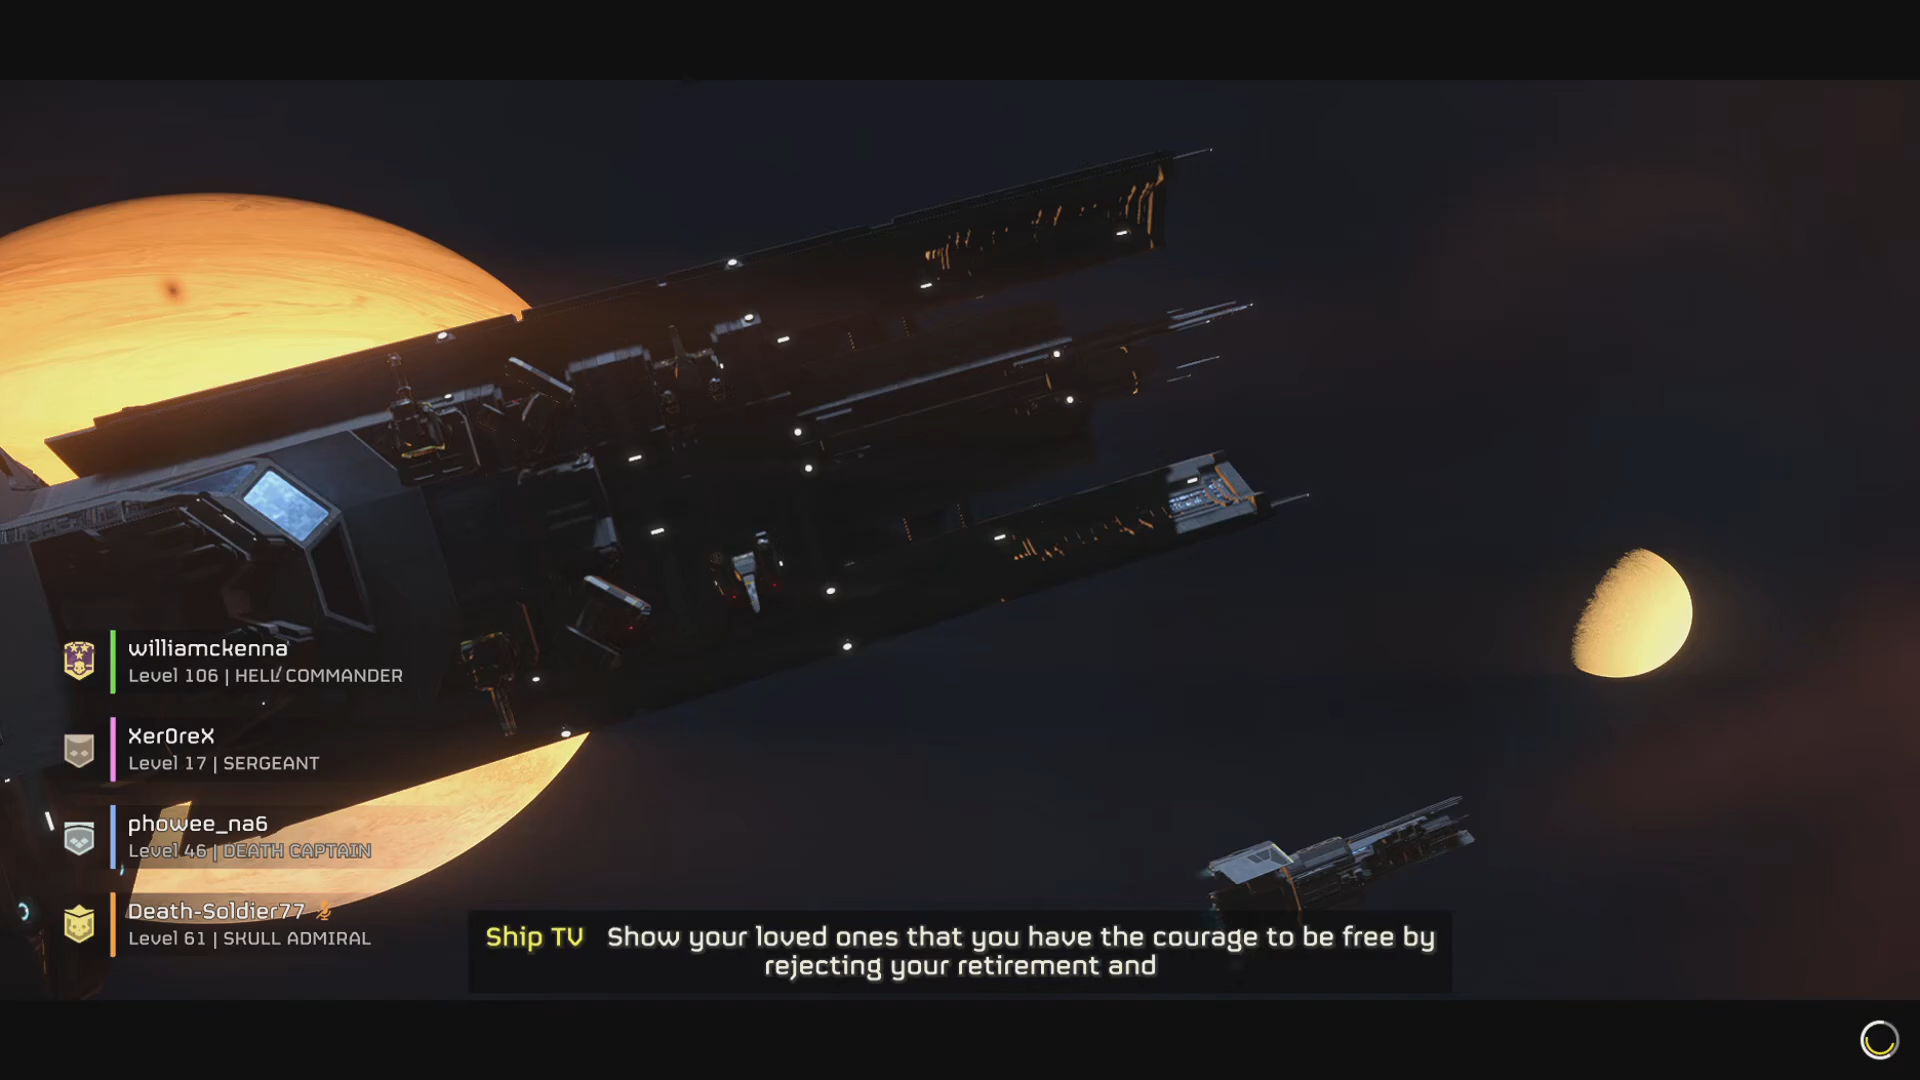 williamckenna
Level 106 | HELL COMMANDER
Xer0reX
Level 17 | SERGEANT
phowee_na6
Level 46 | DEATH CAPTAIN
Death-Soldier77
Level 61 | SKULL ADMIRAL
Ship TV Show your loved ones that you have the courage to be free by
rejecting your retirement and